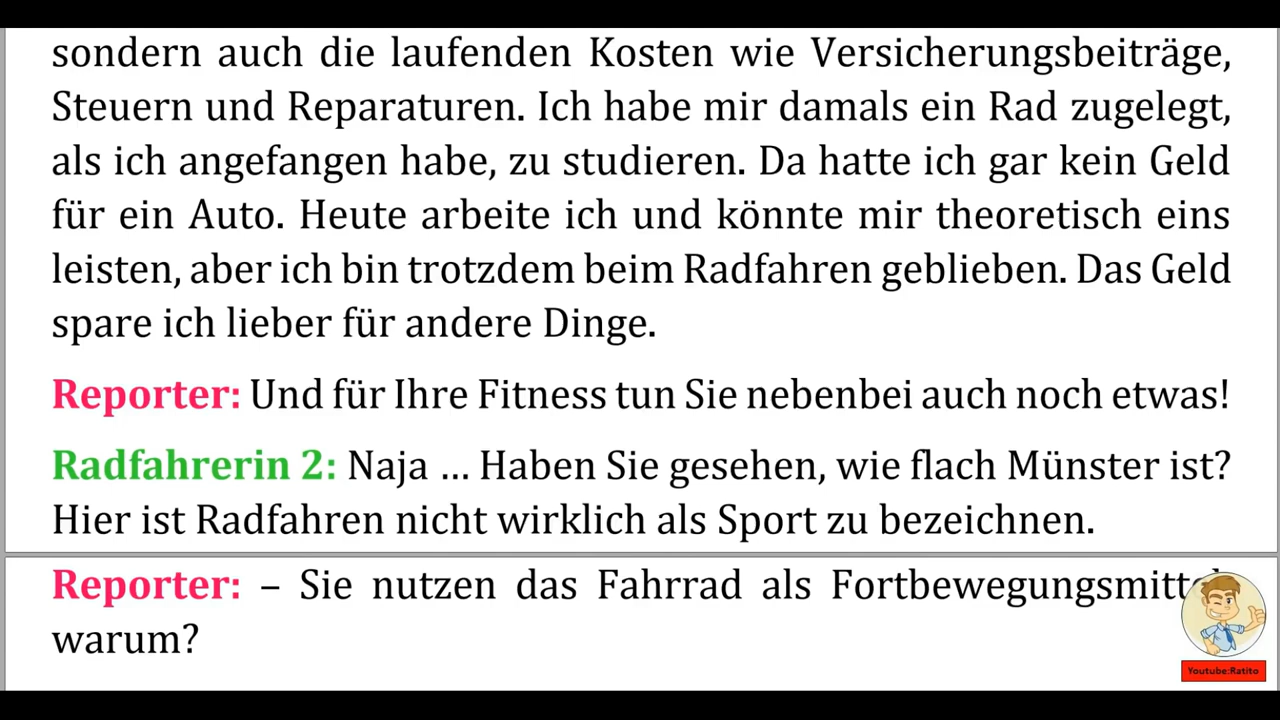 sondern auch die laufenden Kosten wie Versicherungsbeiträge,
Steuern und Reparaturen. Ich habe mir damals ein Rad zugelegt,
als ich angefangen habe, zu studieren. Da hatte ich gar kein Geld
für ein Auto. Heute arbeite ich und könnte mir theoretisch eins
leisten, aber ich bin trotzdem beim Radfahren geblieben. Das Geld
spare ich lieber für andere Dinge.
Reporter: Und für Ihre Fitness tun Sie nebenbei auch noch etwas!
Radfahrerin 2: Naja … Haben Sie gesehen, wie flach Münster ist?
Hier ist Radfahren nicht wirklich als Sport zu bezeichnen.
Reporter: – Sie nutzen das Fahrrad als
warum?
Youtube:Ratito